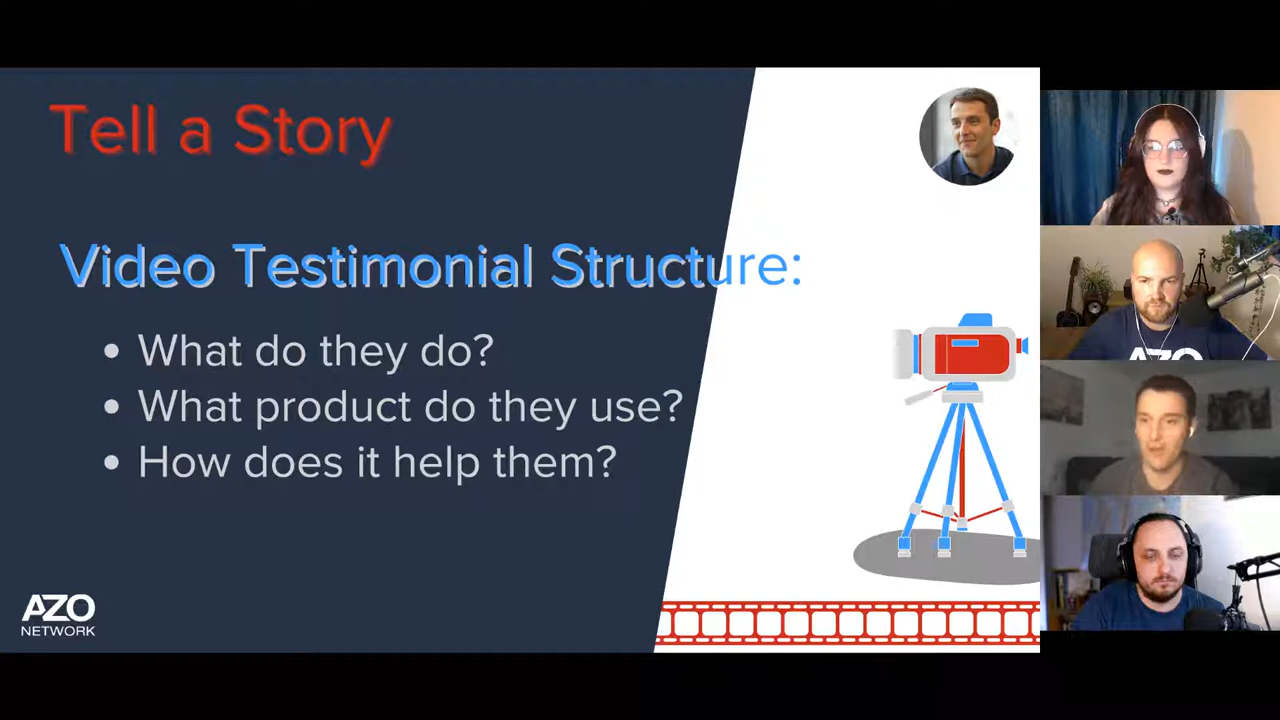 Tell a Story
Video Testimonial Structure:
• What do they do?
• What product do they use?
• How does it help them?
AZO
NETWORK
AZO